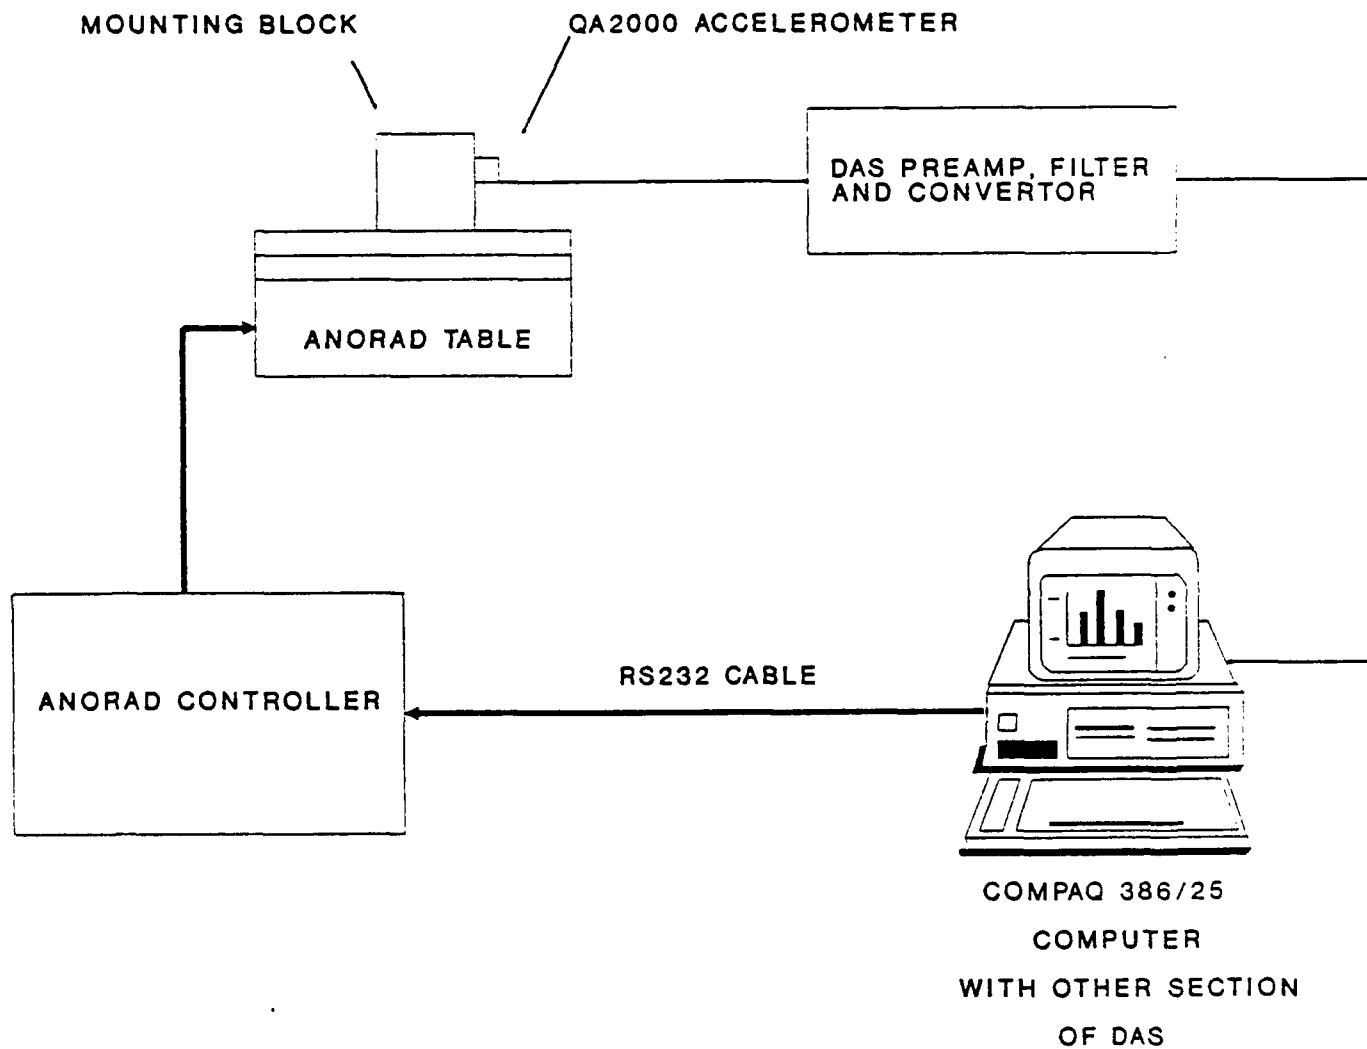 MOUNTING BLOCK
QA2000 ACCELEROMETER
DAS PREAMP, FILTER
AND CONVERTOR
ANORAD TABLE
RS232 CABLE
ANORAD CONTROLLER
COMPAQ 386/25
COMPUTER
WITH OTHER SECTION
OF DAS